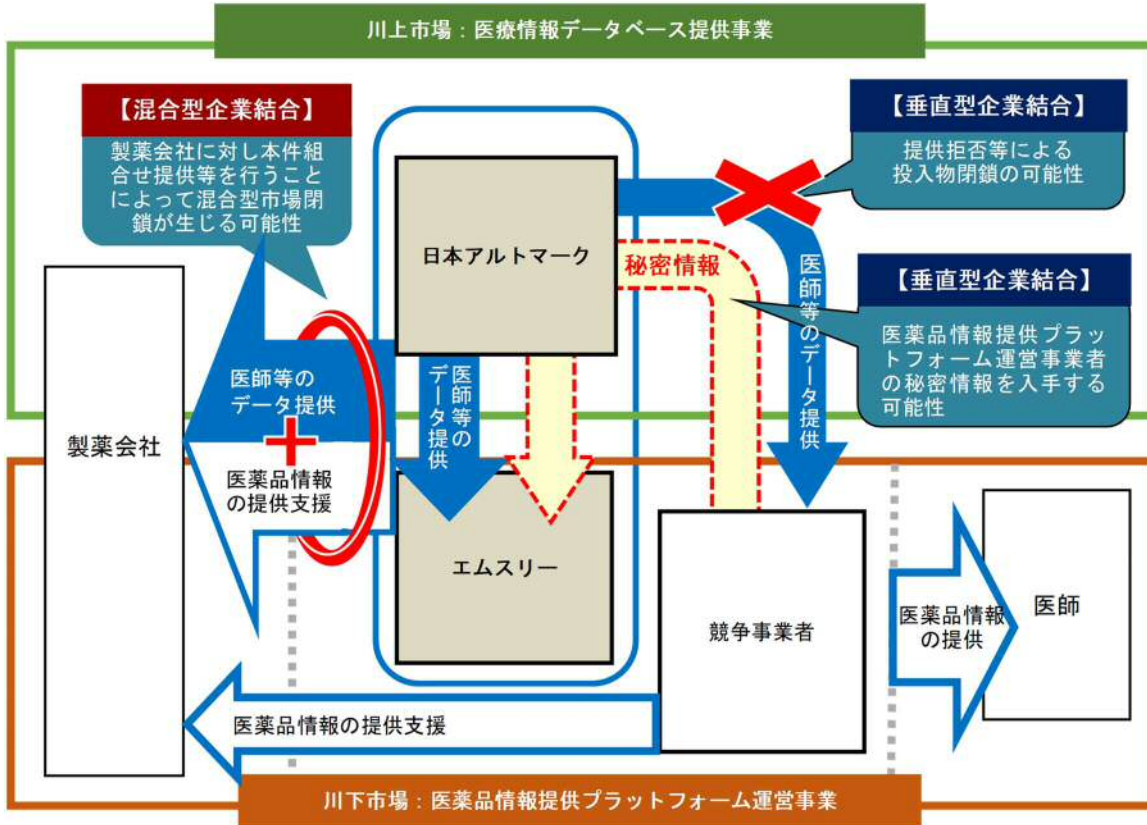 川上市場：医療情報データベース提供事業
【混合型企業結合】
製薬会社に対し本件組
合せ提供等を行うこと
によって混合型市場閉
鎖が生じる可能性
【垂直型企業結合】
提供拒否等による
投入物閉鎖の可能性
日本アルトマーク
秘密情報
医師等のデータ提供
【垂直型企業結合】
医薬品情報提供プラッ
トフォーム運営事業者
の秘密情報を入手する
可能性
医師等の
データ提供
+
医薬品情報
の提供支援
医師等の
データ提供
製薬会社
エムスリー
競争事業者
医薬品情報
の提供
医師
医薬品情報の提供支援
川下市場：医薬品情報提供プラットフォーム運営事業